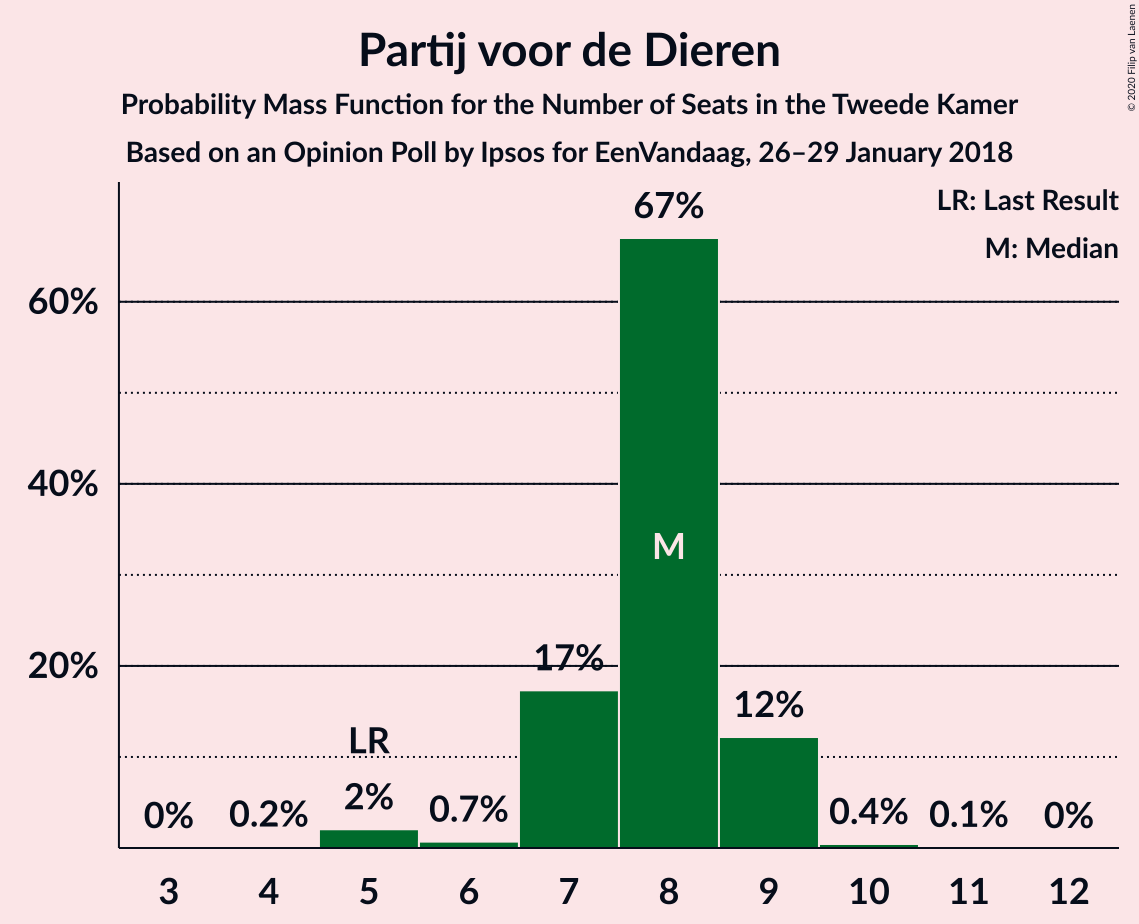 © 2020 Filip van Laenen
Partij voor de Dieren
Probability Mass Function for the Number of Seats in the Tweede Kamer
Based on an Opinion Poll by Ipsos for EenVandaag, 26–29 January 2018
LR: Last Result
M: Median
60%
40%
20%
0%
0.2%
LR
2%
0.7%
17%
67%
M
12%
0.4%
0.1%
0%
3 4 5 6 7 8 9 10 11 12